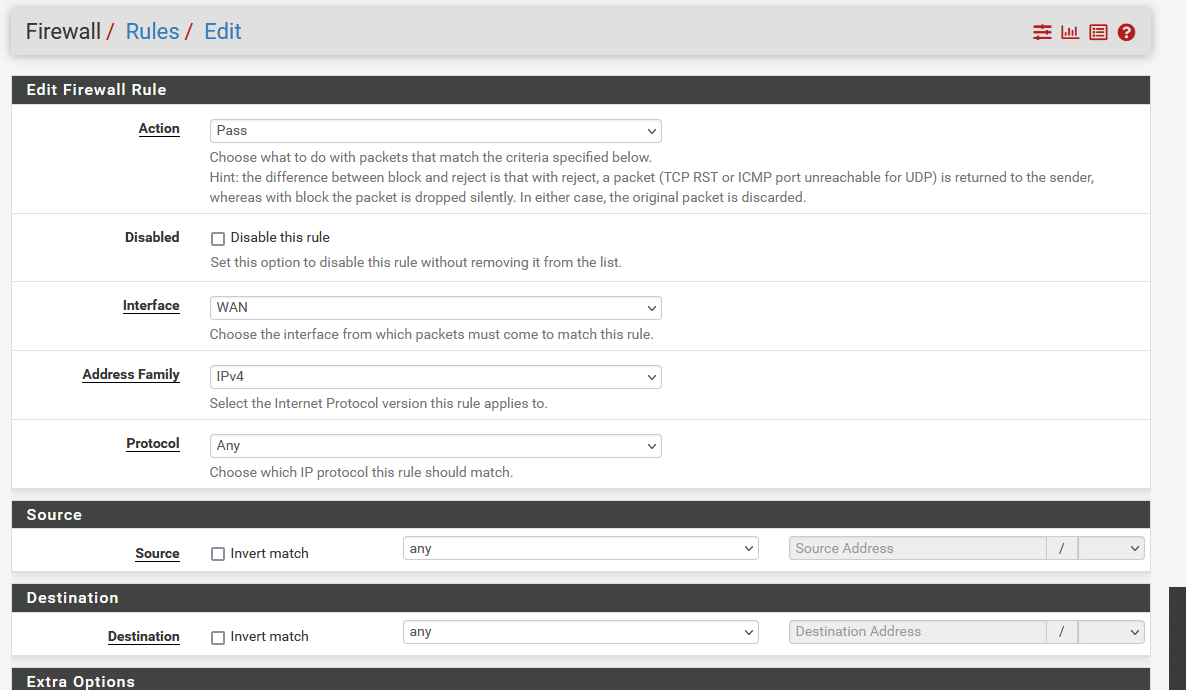 Firewall / Rules / Edit
Edit Firewall Rule
Action
Pass
Choose what to do with packets that match the criteria specified below.
Hint: the difference between block and reject is that with reject, a packet (TCP RST or ICMP port unreachable for UDP) is returned to the sender,
whereas with block the packet is dropped silently. In either case, the original packet is discarded.
Disabled
Disable this rule
Set this option to disable this rule without removing it from the list.
Interface
WAN
Choose the interface from which packets must come to match this rule.
Address Family
IPv4
Select the Internet Protocol version this rule applies to.
Protocol
Any
Choose which IP protocol this rule should match.
Source
Source Invert match any Source Address /
Destination
Destination Invert match any Destination Address /
Extra Options